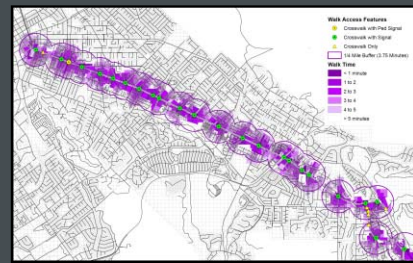 Walk Access Features
Crosswalk with Ped Signal
Crosswalk with Signal
Crosswalk Only
1/4 Mile Buffer (3.75 Minutes)
Walk Time
< 1 minute
1 to 2
2 to 3
3 to 4
4 to 5
> 5 minutes